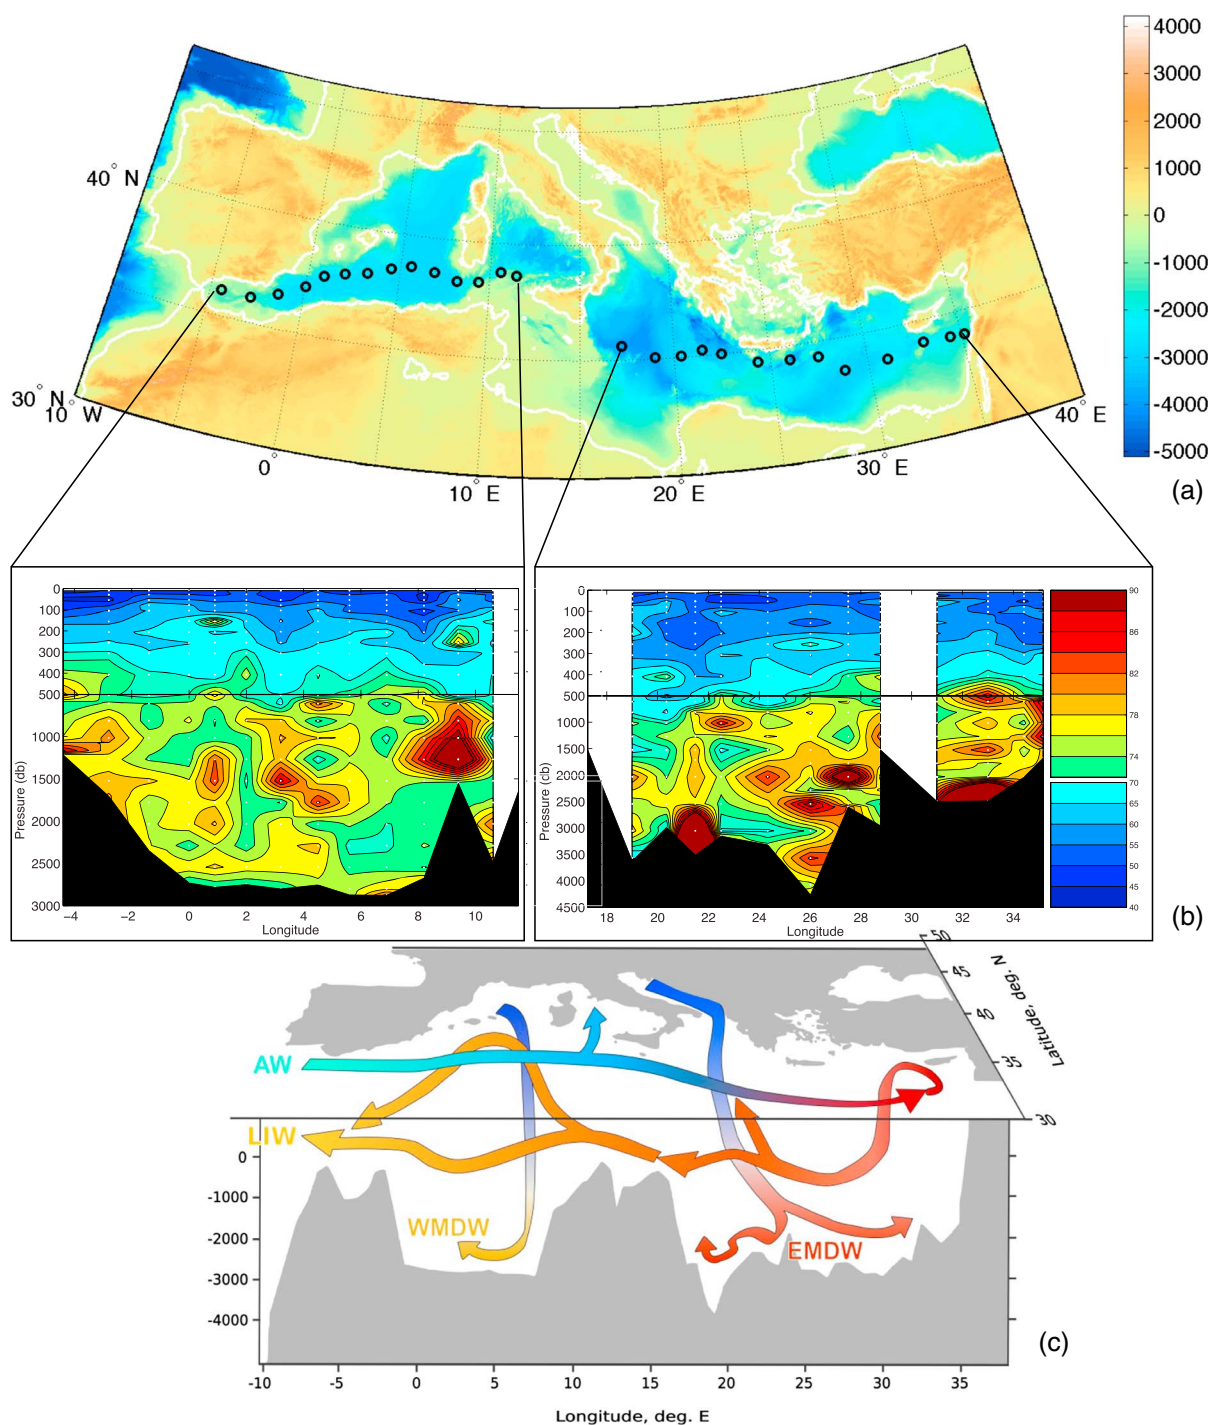 4000
3000
2000
1000
0
-1000
-2000
-3000
-4000
-5000
40° N
30° N
10° W
0°
10° E
20° E
30° E
40° E
(a)
0
100
200
300
400
500
1000
1500
2000
2500
3000
Pressure (db)
−4 −2 0 2 4 6 8 10
Longitude
0
100
200
300
400
500
1000
1500
2000
2500
3000
3500
4000
4500
Pressure (db)
18 20 22 24 26 28 30 32 34
Longitude
90
86
82
78
74
70
65
60
55
50
45
40
(b)
50
45
40
35
30
Latitude, deg. N
AW
LIW
WMDW
EMDW
0
-1000
-2000
-3000
-4000
-10 -5 0 5 10 15 20 25 30 35
Longitude, deg. E
(c)